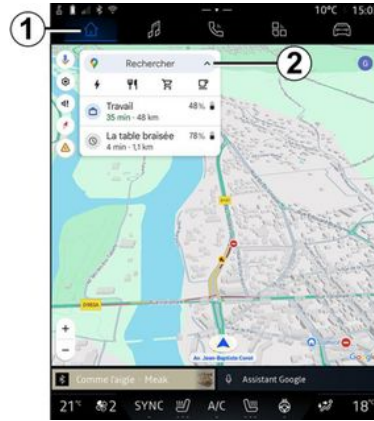 10°C 15:0
1
2
Rechercher
Travail 48%
35 min · 48 km
La table braisée 78%
4 min · 1,1 km
G
+
−
Av. Jean Baptiste Corot
Google
Comme l'aigle Meak
Assistant Google
21°C 2 SYNC A/C 18°